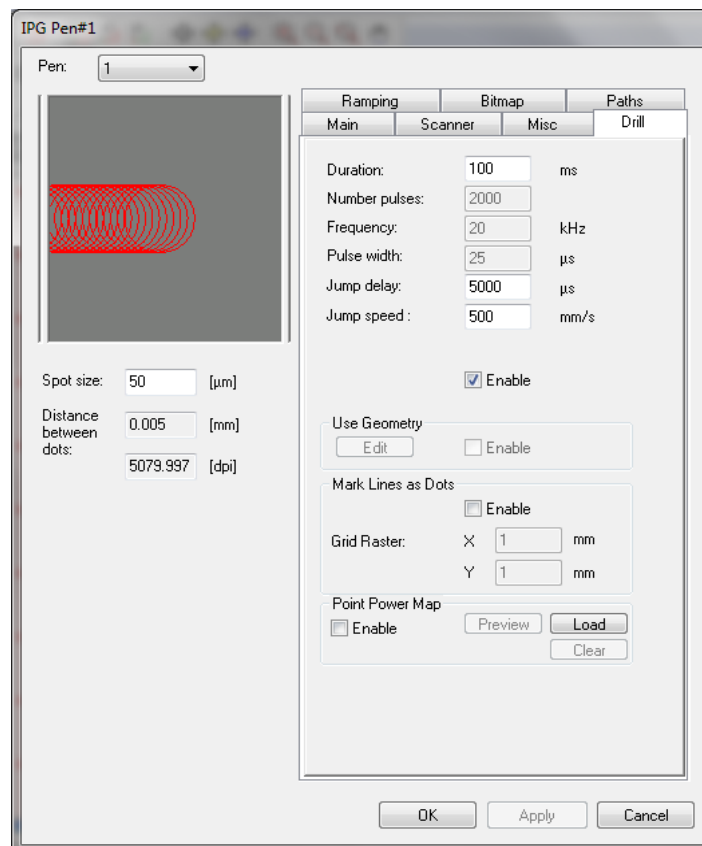 IPG Pen#1
Pen: 1
Ramping Bitmap Paths
Main Scanner Misc Drill
Duration: 100 ms
Number pulses: 2000
Frequency: 20 kHz
Pulse width: 25 µs
Jump delay: 5000 µs
Jump speed : 500 mm/s
Enable
Spot size: 50 [µm]
Distance between dots: 0.005 [mm]
5079.997 [dpi]
Use Geometry
Edit Enable
Mark Lines as Dots
Enable
Grid Raster: X 1 mm
Y 1 mm
Point Power Map
Enable Preview Load
Clear
OK Apply Cancel